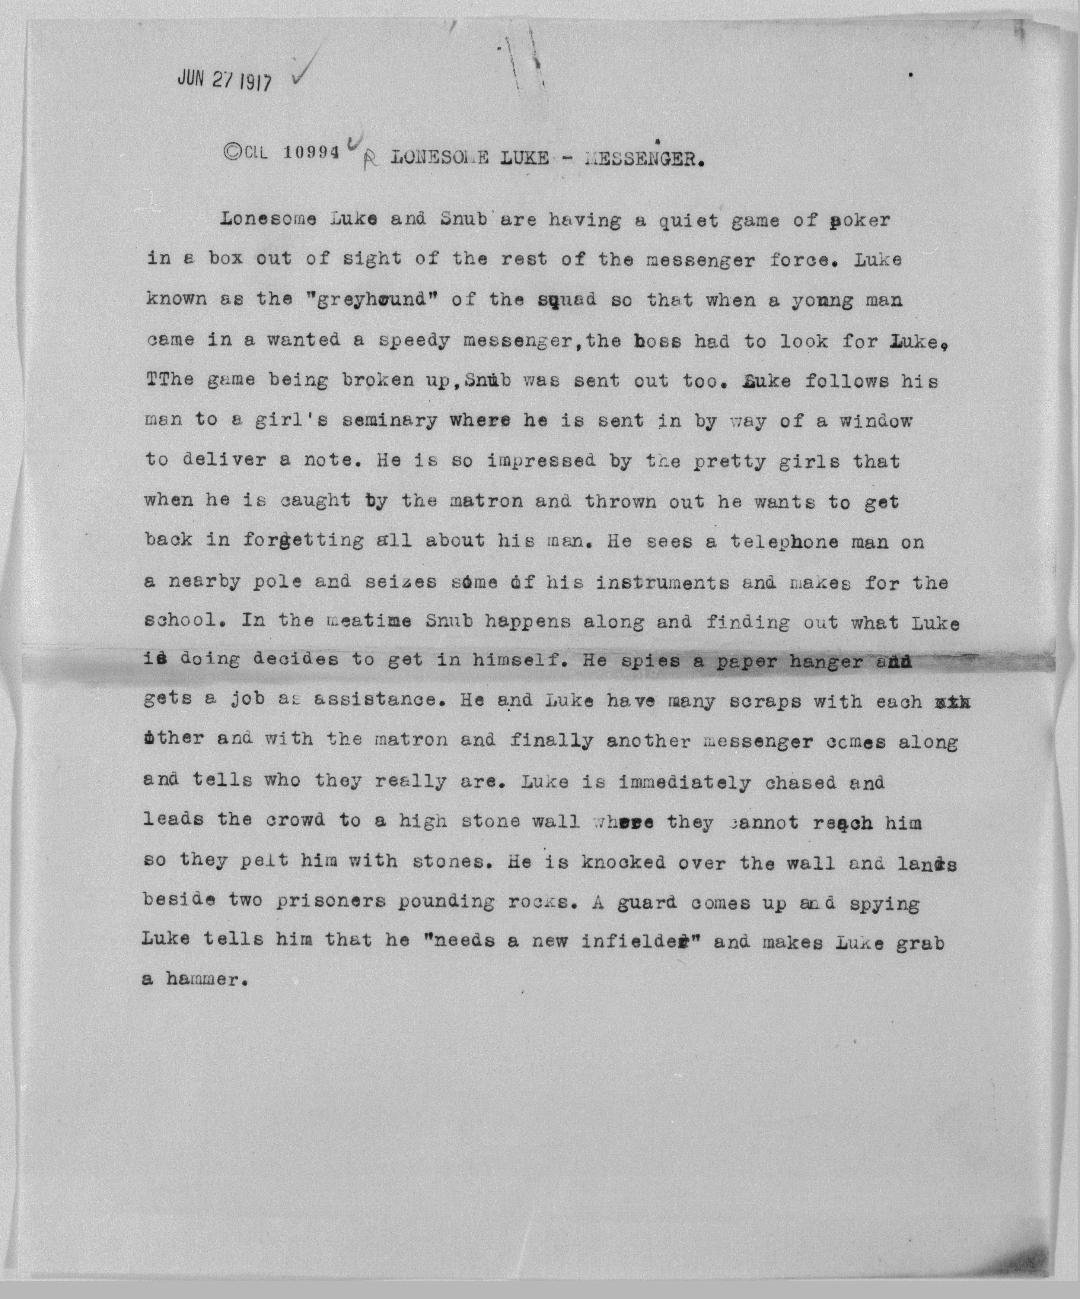 JUN 27 1917 ✓
©CLL 10994 ✓ R LONESOME LUKE - MESSENGER.
Lonesome Luke and Snub are having a quiet game of poker
in a box out of sight of the rest of the messenger force. Luke
known as the "greyhound" of the squad so that when a young man
came in a wanted a speedy messenger,the boss had to look for Luke,
TThe game being broken up,Snub was sent out too. Luke follows his
man to a girl's seminary where he is sent in by way of a window
to deliver a note. He is so impressed by the pretty girls that
when he is caught by the matron and thrown out he wants to get
back in forgetting all about his man. He sees a telephone man on
a nearby pole and seizes some of his instruments and makes for the
school. In the meatime Snub happens along and finding out what Luke
is doing decides to get in himself. He spies a paper hanger and
gets a job as assistance. He and Luke have many scraps with each
other and with the matron and finally another messenger comes along
and tells who they really are. Luke is immediately chased and
leads the crowd to a high stone wall where they cannot reach him
so they pelt him with stones. He is knocked over the wall and lands
beside two prisoners pounding rocks. A guard comes up and spying
Luke tells him that he "needs a new infielder" and makes Luke grab
a hammer.